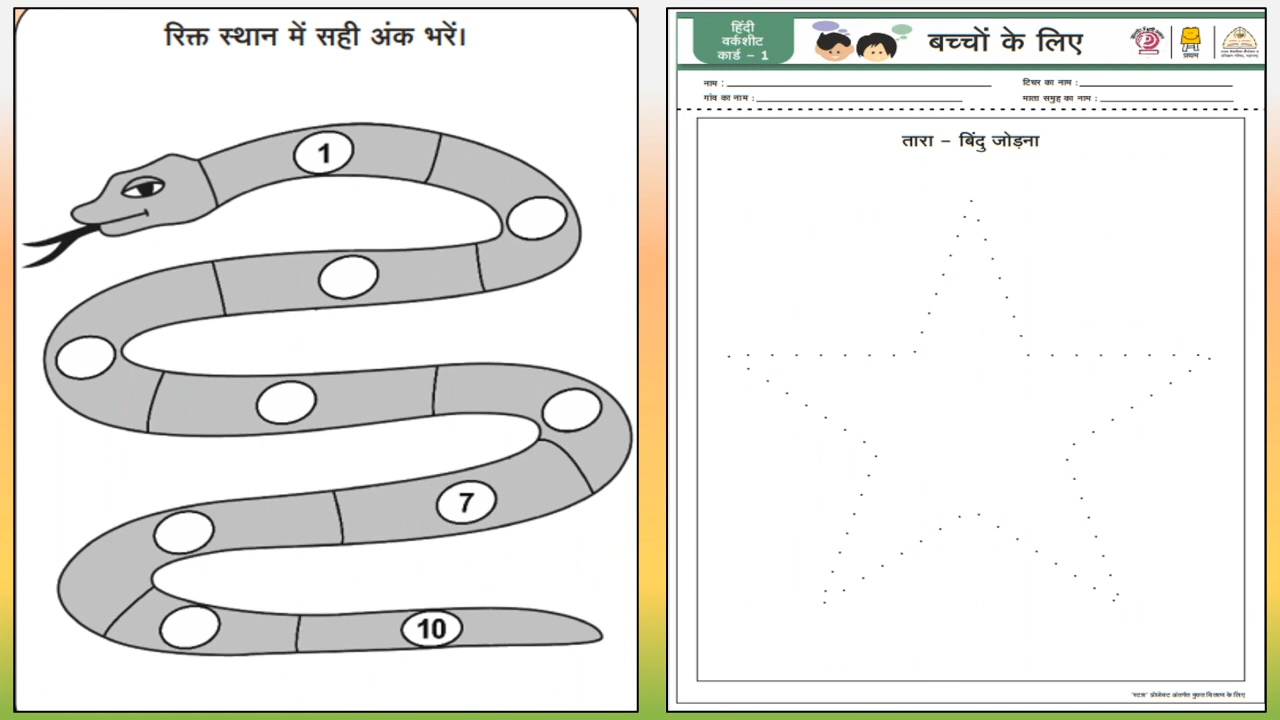 रिक्त स्थान में सही अंक भरें।
1
7
10
हिंदी
वर्कशीट
कार्ड – 1
बच्चों के लिए
प्रथम
नाम :
टिचर का नाम :
गांव का नाम :
माता समुह का नाम :
तारा – बिंदु जोड़ना